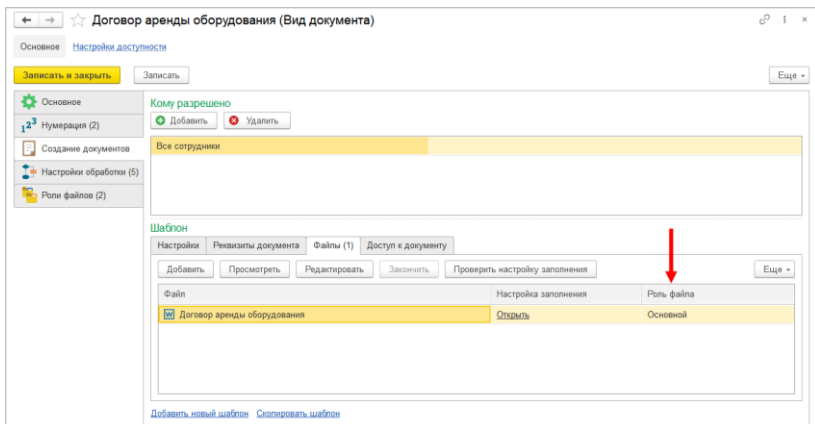 Договор аренды оборудования (Вид документа)
Основное Настройки доступности
Записать и закрыть Записать Еще
Основное
Нумерация (2)
Создание документов
Настройки обработки (5)
Роли файлов (2)
Кому разрешено
Добавить Удалить
Все сотрудники
Шаблон
Настройки Реквизиты документа Файлы (1) Доступ к документу
Добавить Просмотреть Редактировать Закончить Проверить настройку заполнения Еще
Файл Настройка заполнения Роль файла
Договор аренды оборудования Открыть Основной
Добавить новый шаблон Скопировать шаблон